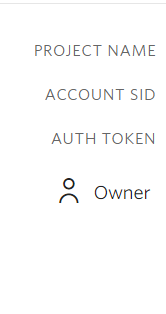 PROJECT NAME
ACCOUNT SID
AUTH TOKEN
Owner